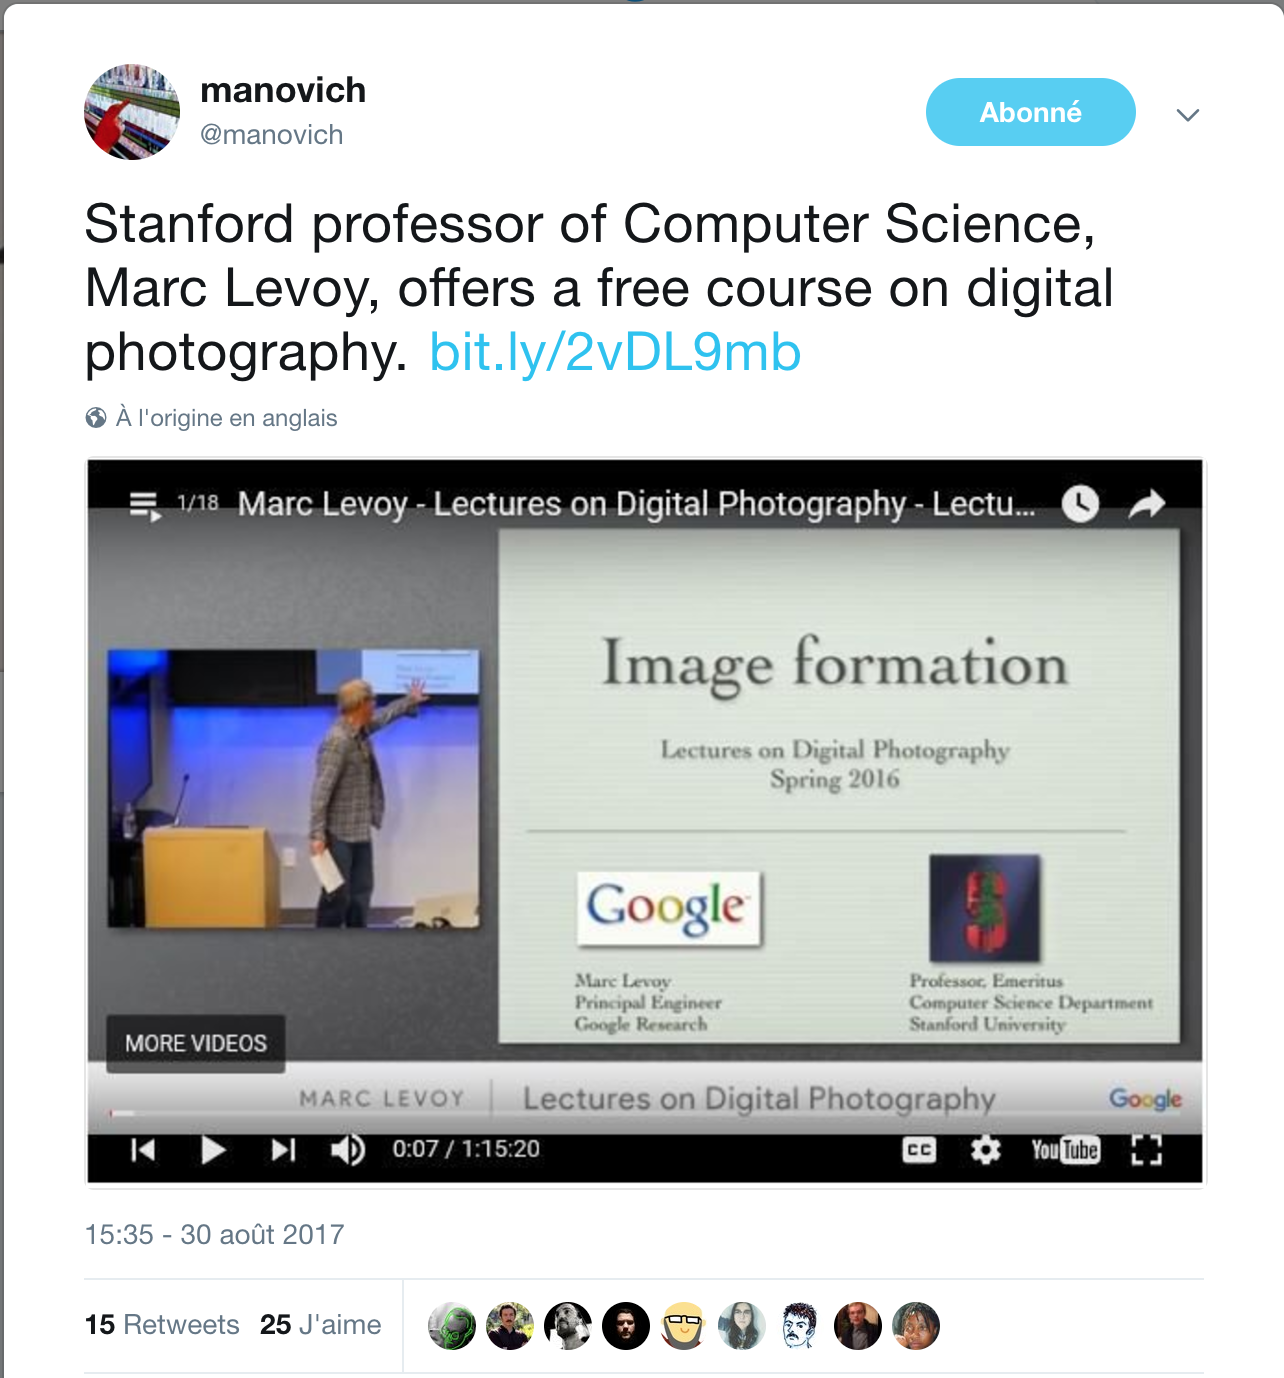 manovich
@manovich
Abonné
Stanford professor of Computer Science,
Marc Levoy, offers a free course on digital
photography. bit.ly/2vDL9mb
À l'origine en anglais
1/18 Marc Levoy - Lectures on Digital Photography - Lectu...
Image formation
Lectures on Digital Photography
Spring 2016
Google
Marc Levoy
Principal Engineer
Google Research
Professor, Emeritus
Computer Science Department
Stanford University
MORE VIDEOS
MARC LEVOY | Lectures on Digital Photography Google
0:07 / 1:15:20
CC
YouTube
15:35 - 30 août 2017
15 Retweets 25 J'aime